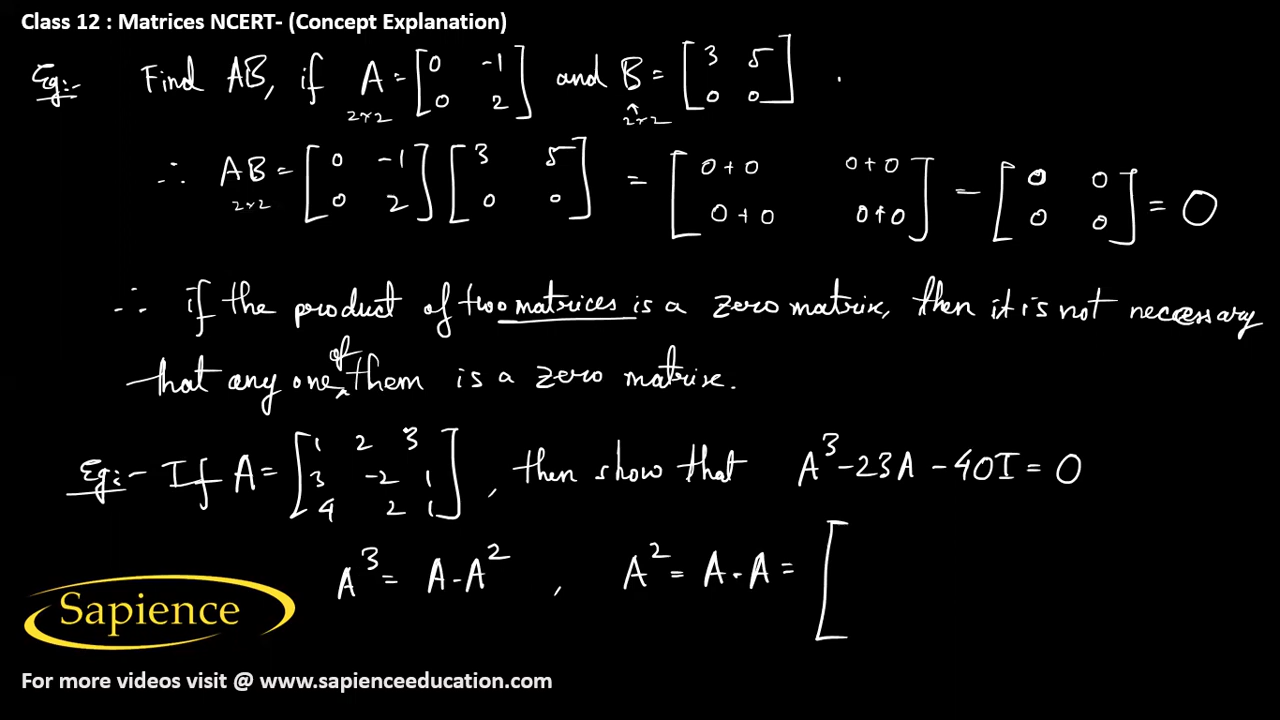 Class 12 : Matrices NCERT- (Concept Explanation)
Eg:- Find AB, if A = [0 -1 0 2] and B = [3 5 0 0] .
2×2 2×2
∴ AB = [0 -1 0 2] [3 5 0 0] = [0+0 0+0 0+0 0+0] = [0 0 0 0] = 0
2×2
∴ if the product of two matrices is a zero matrix, then it is not necessary
that any one of them is a zero matrix.
Eg:- If A = [1 2 3 3 -2 1 4 2 1] , then show that A³ - 23A - 40I = 0
A³ = A·A² , A² = A·A = [
Sapience
For more videos visit @ www.sapienceeducation.com